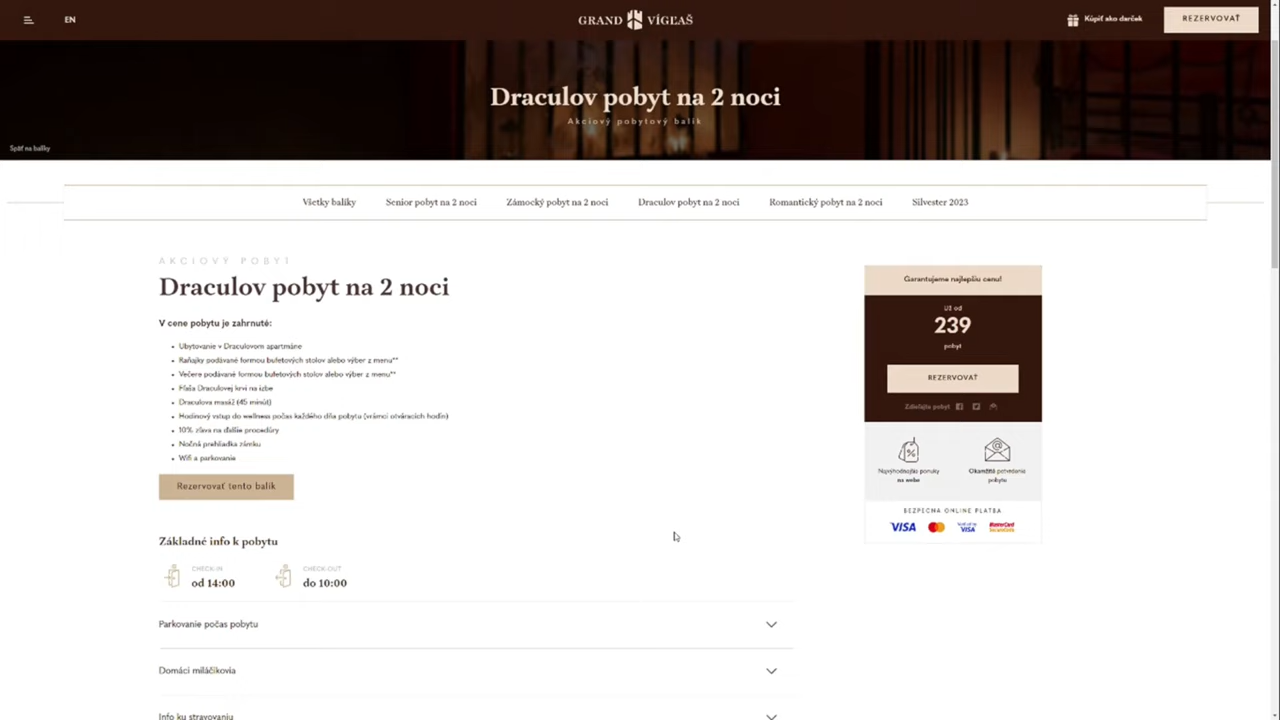 EN
GRAND VÍGĽAŠ
Kúpiť ako darček
REZERVOVAŤ
Draculov pobyt na 2 noci
Akciový pobytový balík
Späť na balíky
Všetky balíky
Senior pobyt na 2 noci
Zámocký pobyt na 2 noci
Draculov pobyt na 2 noci
Romantický pobyt na 2 noci
Silvester 2023
AKCIOVÝ POBYT
Draculov pobyt na 2 noci
V cene pobytu je zahrnuté:
Ubytovanie v Draculovom apartmáne
Raňajky podávané formou bufetových stolov alebo výber z menu**
Večere podávané formou bufetových stolov alebo výber z menu**
Fľaša Draculovej krvi na izbe
Draculova masáž (45 minút)
Hodinový vstup do wellness počas každého dňa pobytu (vrámci otváracích hodín)
10% zľava na ďalšie procedúry
Nočná prehliadka zámku
Wifi a parkovanie
Rezervovať tento balík
Základné info k pobytu
CHECK-IN
od 14:00
CHECK-OUT
do 10:00
Parkovanie počas pobytu
Domáci miláčikovia
Info ku stravovaniu
Garantujeme najlepšiu cenu!
Už od
239
pobyt
REZERVOVAŤ
Zdieľajte pobyt
Najvýhodnejšie ponuky
na webe
Okamžité potvrdenie
pobytu
BEZPEČNÁ ONLINE PLATBA
VISA
VISA
MasterCard